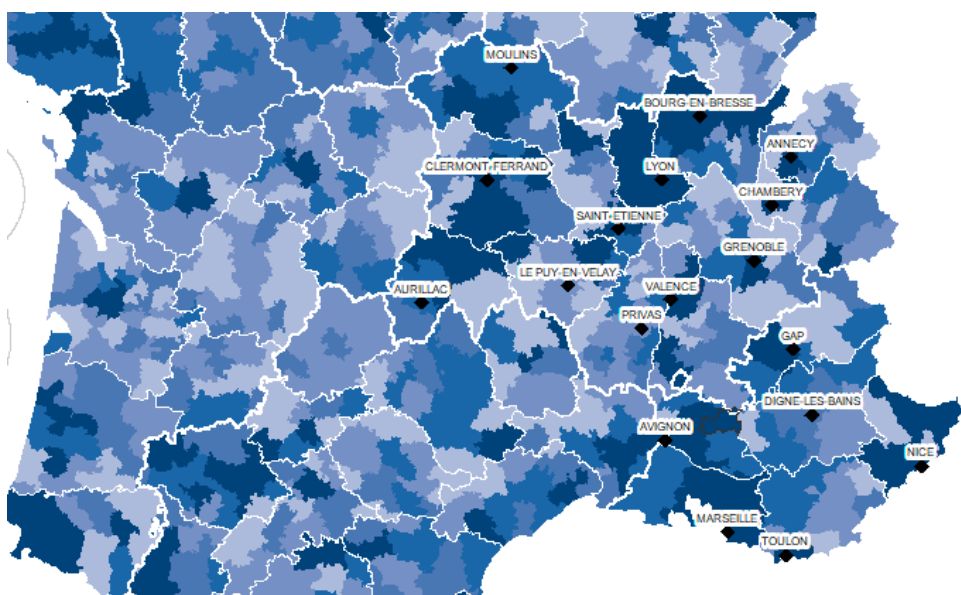 MOULINS
BOURG-EN-BRESSE
ANNECY
CLERMONT-FERRAND
LYON
CHAMBERY
SAINT-ETIENNE
GRENOBLE
LE PUY-EN-VELAY
AURILLAC
VALENCE
PRIVAS
GAP
DIGNE-LES-BAINS
AVIGNON
NICE
MARSEILLE
TOULON